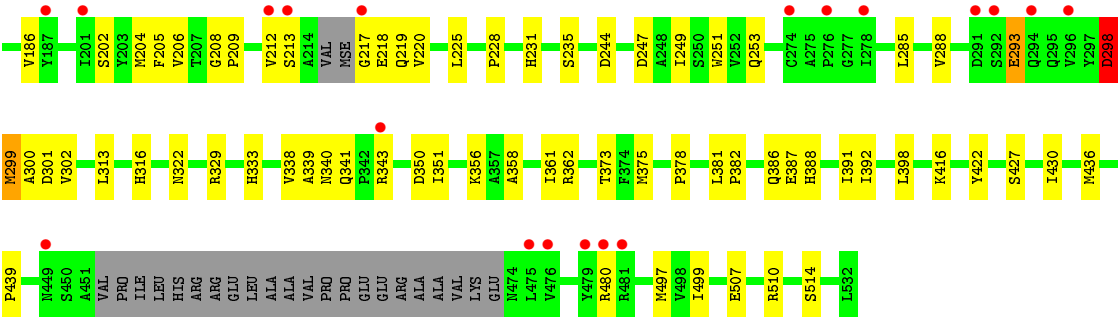 V186 Y187 I201 S202 Y203 M204 F205 V206 T207 G208 P209 V212 S213 A214 VAL MSE G217 E218 Q219 V220 L225 P228 H231 S235 D244 D247 A248 I249 S250 W251 V252 Q253 C274 A275 P276 G277 I278 L285 V288 D291 S292 E293 Q294 Q295 V296 Y297 D298
M299 A300 D301 V302 L313 H316 N322 R329 H333 V338 A339 N340 Q341 P342 R343 D350 I351 K356 A357 A358 I361 R362 T373 F374 M375 P378 L381 P382 Q386 E387 H388 I391 I392 L398 K416 Y422 S427 I430 M436
P439 N449 S450 A451 VAL PRO ILE LEU HIS ARG ARG GLU LEU ALA ALA VAL PRO PRO GLU GLU ARG ALA ALA VAL LYS GLU N474 L475 V476 Y479 R480 R481 M497 V498 I499 E507 R510 S514 L532